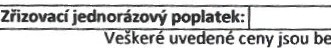 Zřizovací jednorázový poplatek:
Veškeré uvedené ceny jsou be